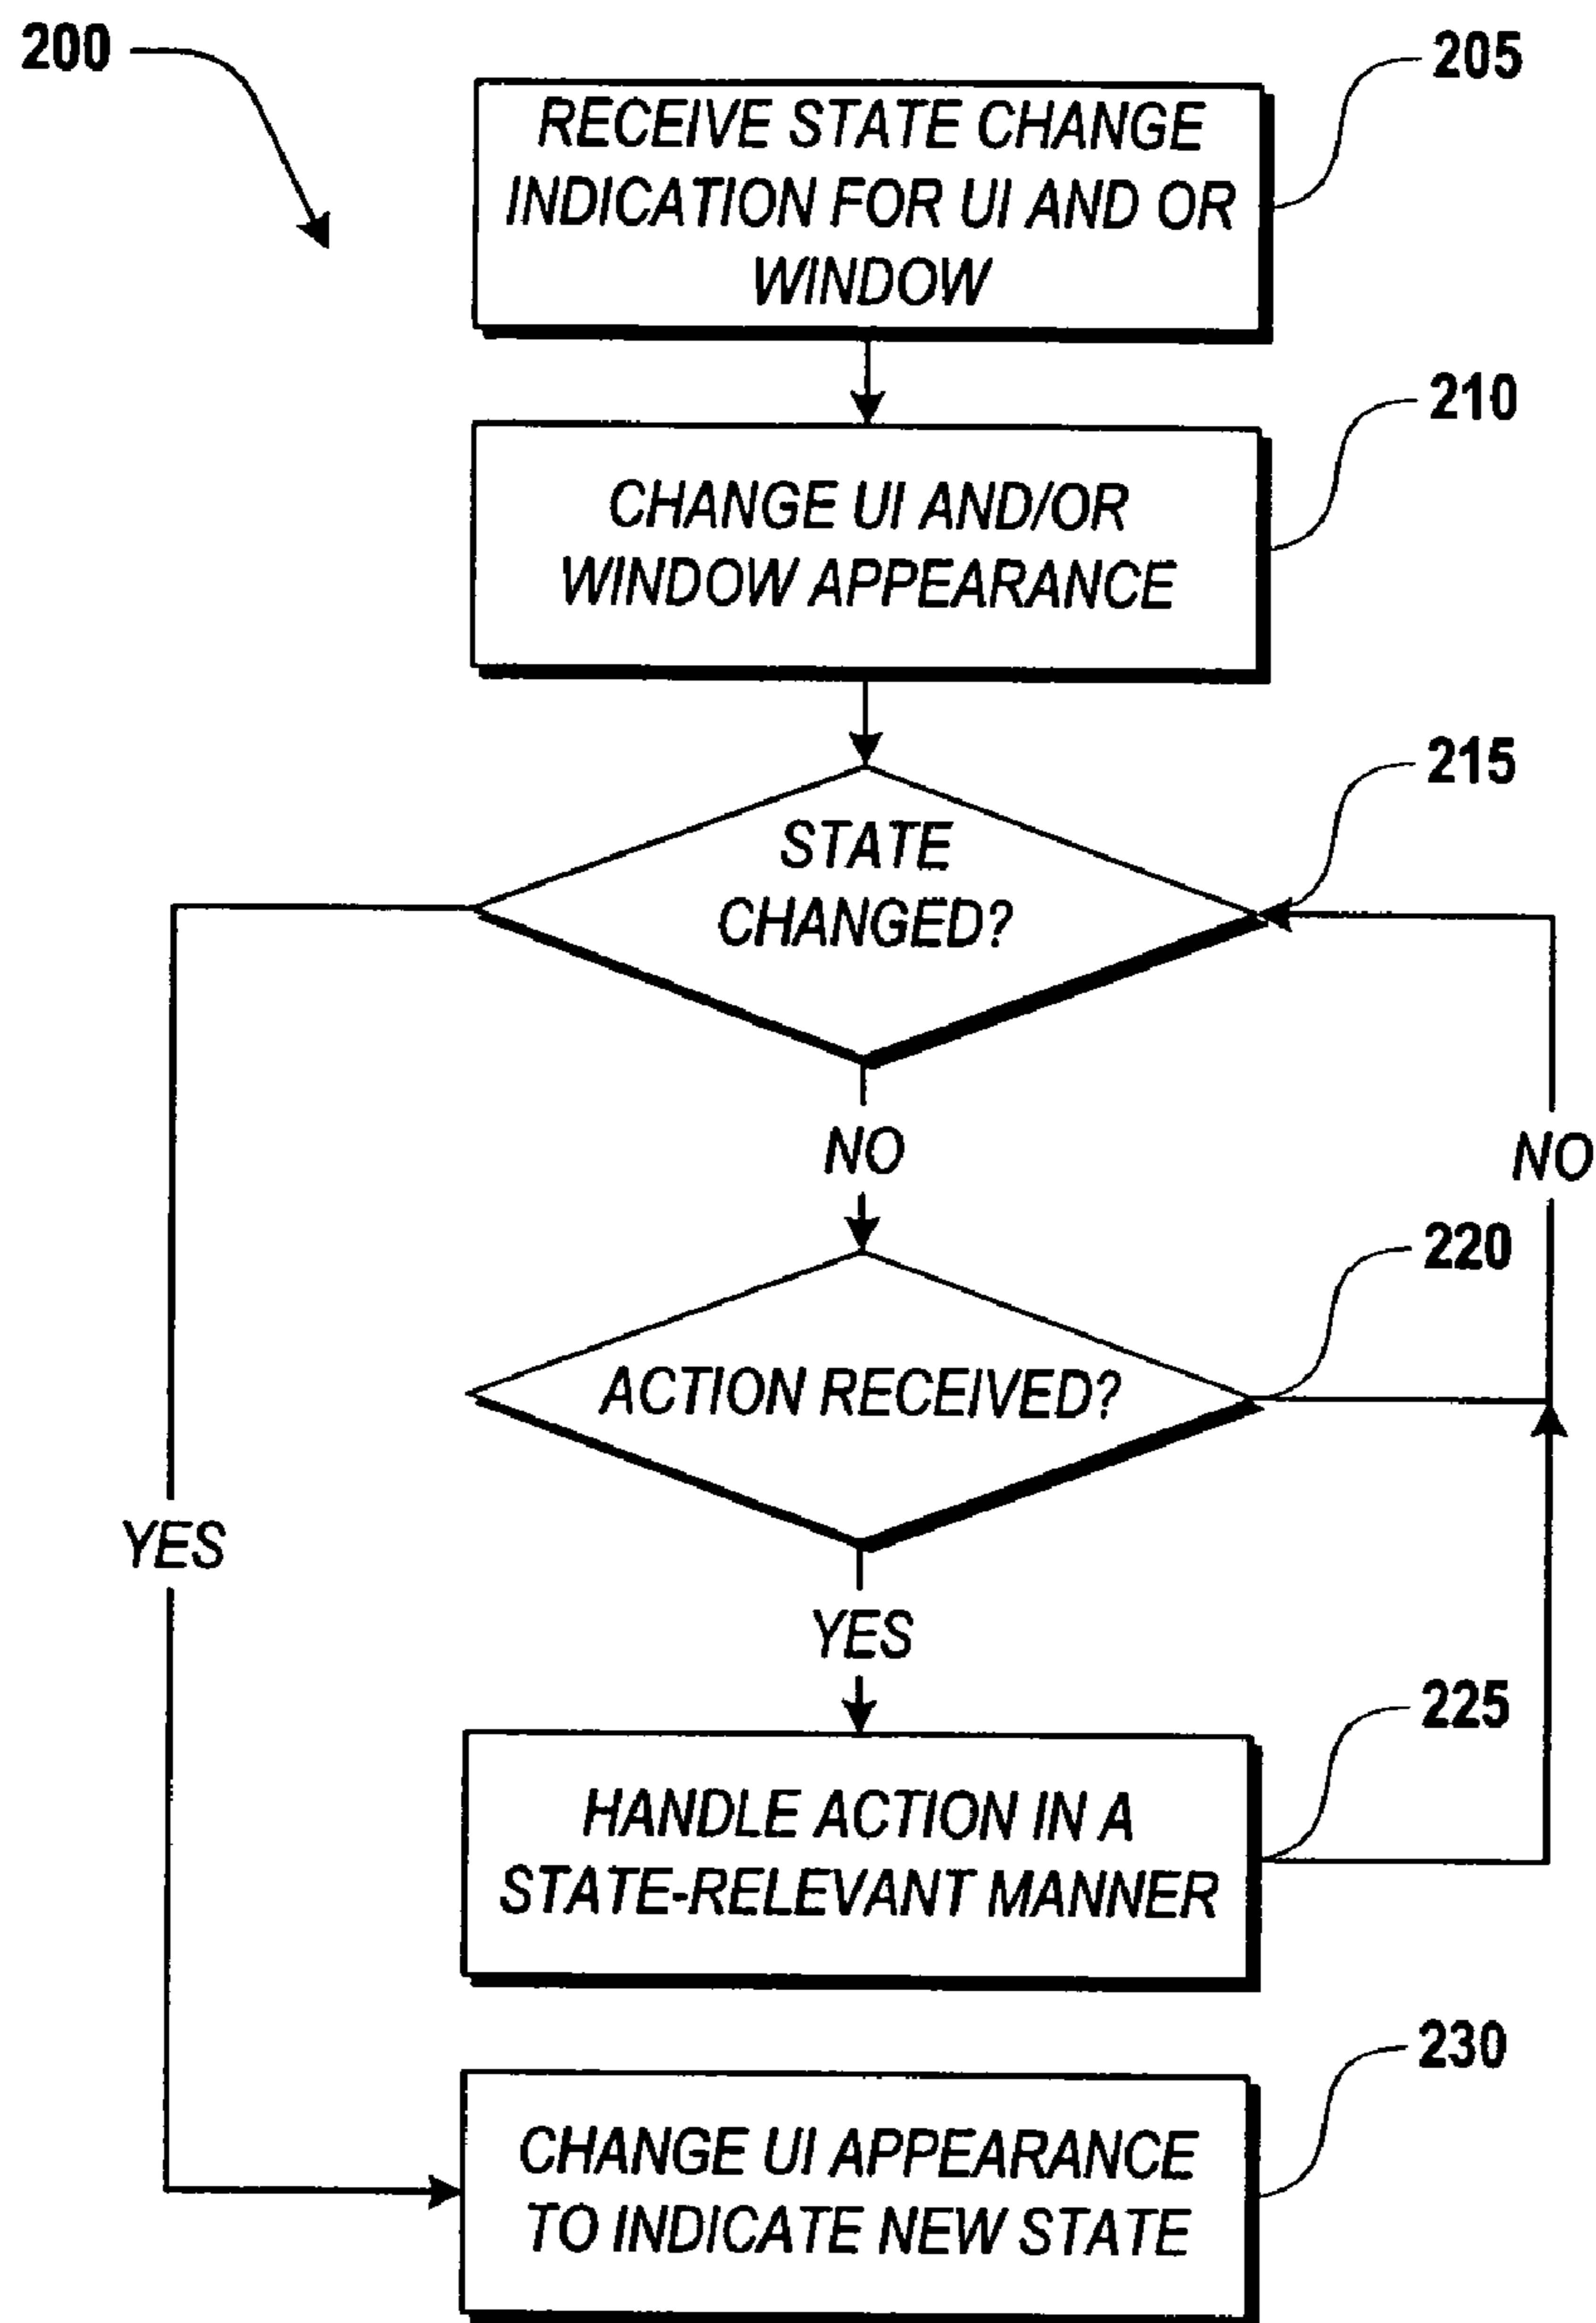 200
205
RECEIVE STATE CHANGE
INDICATION FOR UI AND OR
WINDOW
210
CHANGE UI AND/OR
WINDOW APPEARANCE
215
STATE
CHANGED?
NO
NO
220
ACTION RECEIVED?
YES
YES
225
HANDLE ACTION IN A
STATE-RELEVANT MANNER
230
CHANGE UI APPEARANCE
TO INDICATE NEW STATE